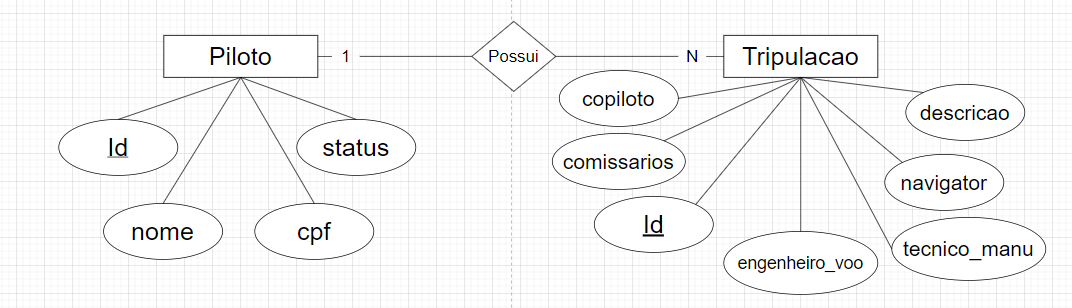 Piloto
1
Possui
N
Tripulacao
Id
status
nome
cpf
copiloto
descricao
comissarios
navigator
Id
tecnico_manu
engenheiro_voo